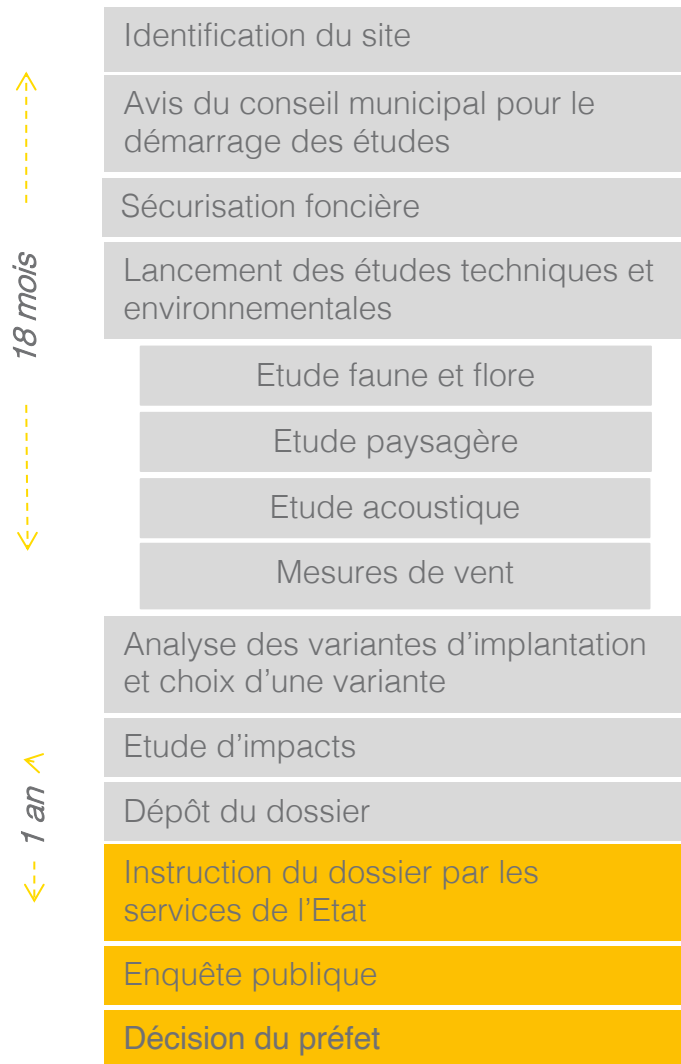 Identification du site
Avis du conseil municipal pour le
démarrage des études
Sécurisation foncière
18 mois
Lancement des études techniques et
environnementales
Etude faune et flore
Etude paysagère
Etude acoustique
Mesures de vent
Analyse des variantes d’implantation
et choix d’une variante
Etude d’impacts
1 an
Dépôt du dossier
Instruction du dossier par les
services de l’Etat
Enquête publique
Décision du préfet